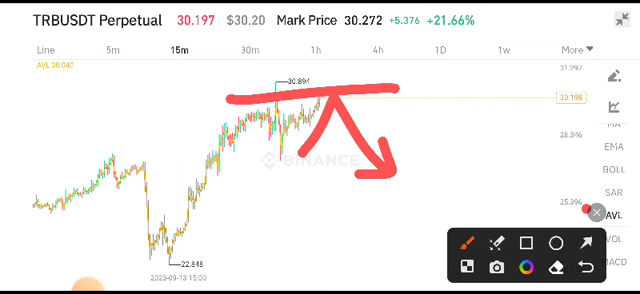 TRBUSDT Perpetual 30.197 $30.20 Mark Price 30.272 +5.376 +21.66%
Line 5m 15m 30m 1h 4h 1D 1w More
AVL 30.040
31.297
30.894
30.198
MA
28.346
EMA
BINANCE
BOLL
SAR
25.396
AVL
VOL
22.848
MACD
2023-09-13 15:00